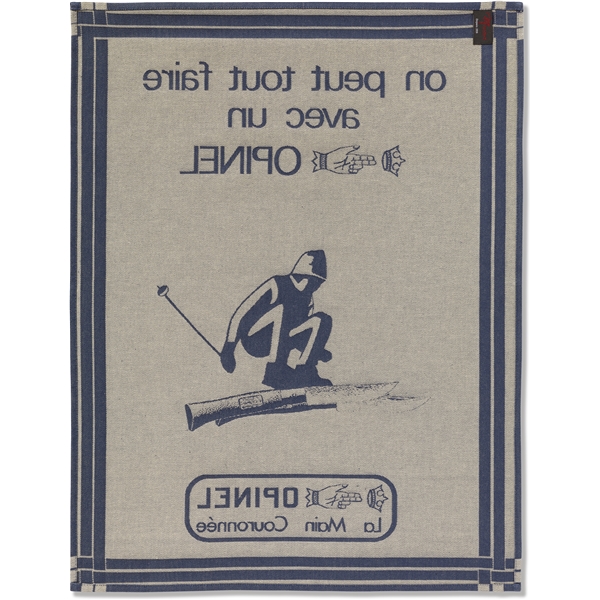 on peut tout faire
avec un
OPINEL
OPINEL
La Main Couronnée